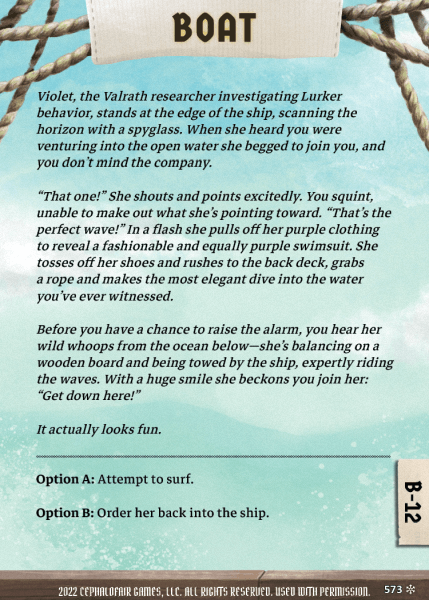 BOAT
Violet, the Valrath researcher investigating Lurker
behavior, stands at the edge of the ship, scanning the
horizon with a spyglass. When she heard you were
venturing into the open water she begged to join you, and
you don't mind the company.
“That one!” She shouts and points excitedly. You squint,
unable to make out what she's pointing toward. “That's the
perfect wave!” In a flash she pulls off her purple clothing
to reveal a fashionable and equally purple swimsuit. She
tosses off her shoes and rushes to the back deck, grabs
a rope and makes the most elegant dive into the water
you've ever witnessed.
Before you have a chance to raise the alarm, you hear her
wild whoops from the ocean below—she's balancing on a
wooden board and being towed by the ship, expertly riding
the waves. With a huge smile she beckons you join her:
“Get down here!”
It actually looks fun.
Option A: Attempt to surf.
Option B: Order her back into the ship.
B-12
2022 CEPHALOFAIR GAMES, LLC. ALL RIGHTS RESERVED. USED WITH PERMISSION.
573